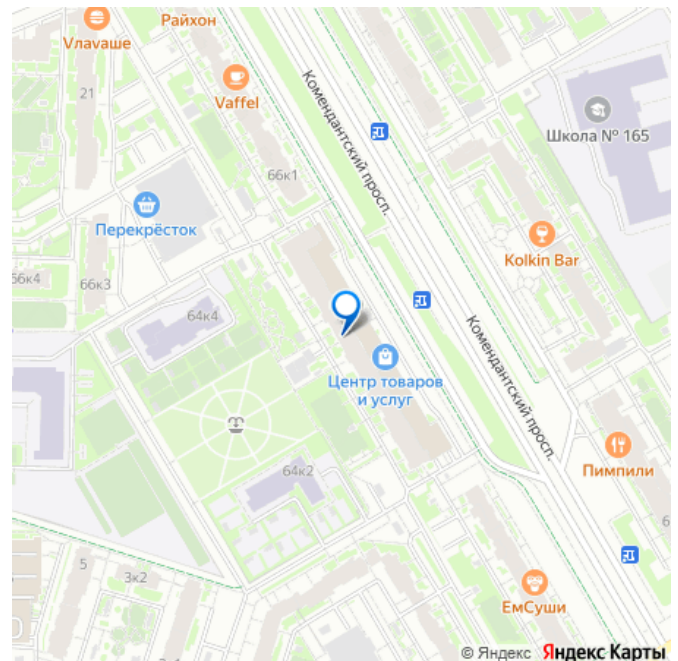 Райхон
Vлаваше
21
Vaffel
Комендантский просп.
Школа № 165
66к1
Перекрёсток
Kolkin Bar
66к3
64к4
Комендантский просп.
Центр товаров
и услуг
64к2
Пимпили
5
3к2
ЕмСуши
3к1
© Яндекс Яндекс Карты